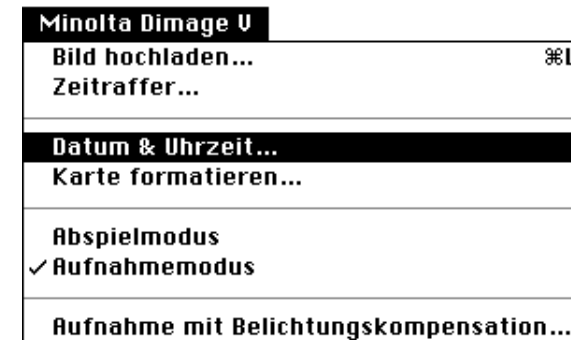 Minolta Dimage V
Bild hochladen... ⌘L
Zeitraffer...
Datum & Uhrzeit...
Karte formatieren...
Abspielmodus
✓ Aufnahmemodus
Aufnahme mit Belichtungskompensation...